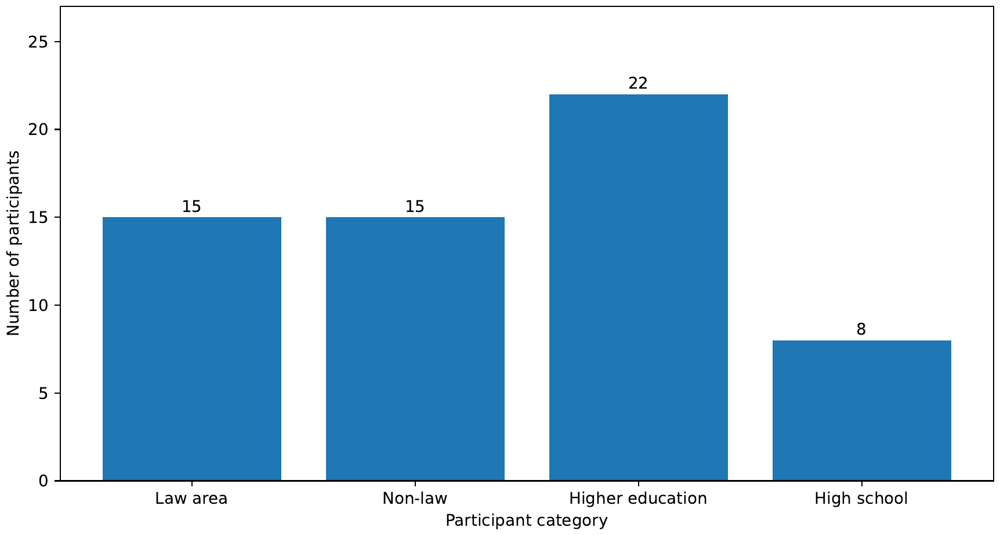 Number of participants
25
20
15
10
5
0
15
15
22
8
Law area
Non-law
Higher education
High school
Participant category